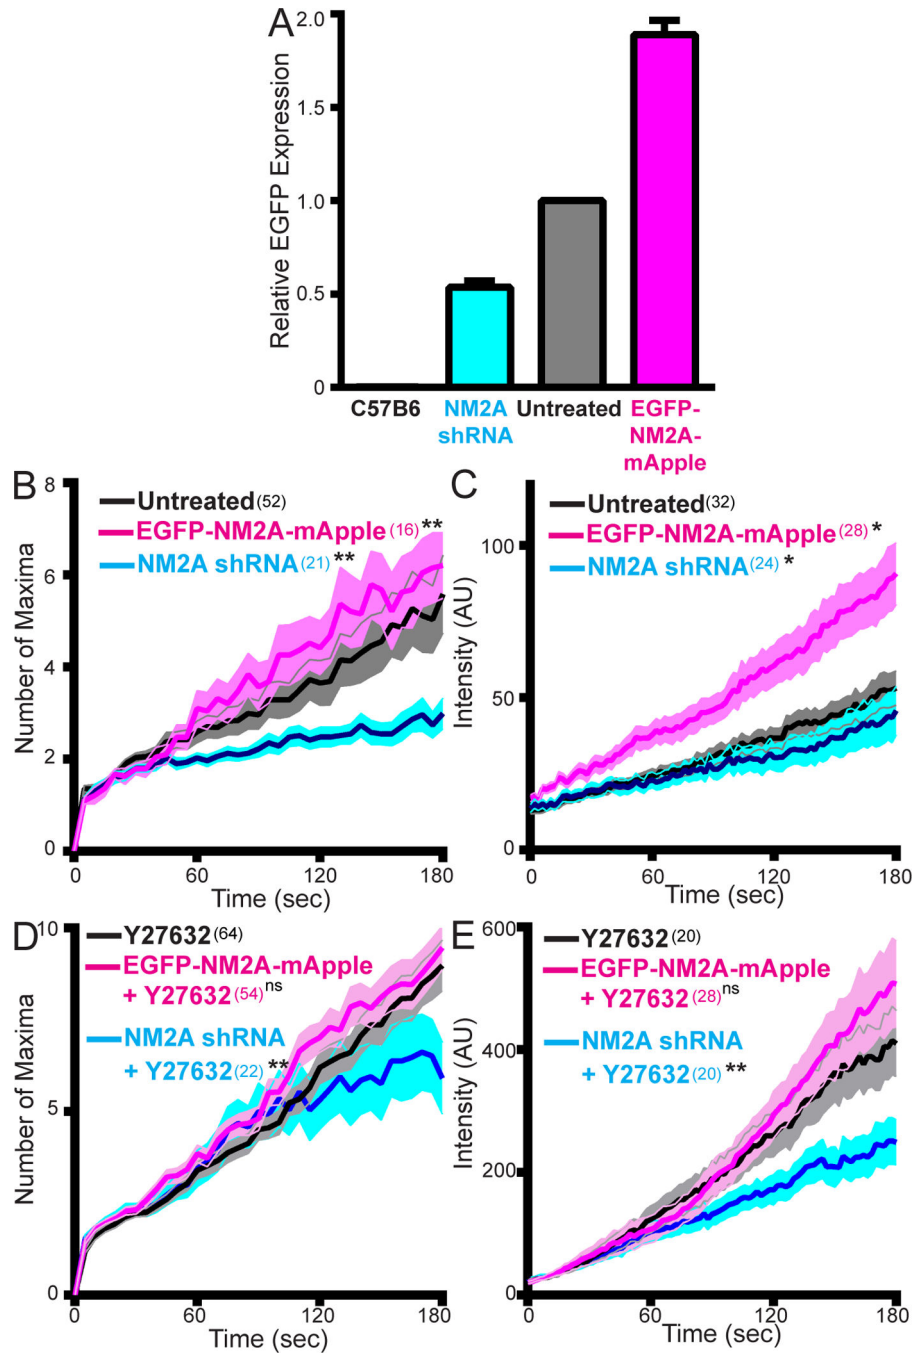 A
Relative EGFP Expression
2.0
1.5
1.0
0.5
0
C57B6
NM2A
shRNA
Untreated
EGFP-
NM2A-
mApple
B
Number of Maxima
8
6
4
2
0
Untreated(52)
EGFP-NM2A-mApple(16)**
NM2A shRNA(21)**
0 60 120 180
Time (sec)
C
Intensity (AU)
100
50
0
Untreated(32)
EGFP-NM2A-mApple(28)*
NM2A shRNA(24)*
0 60 120 180
Time (sec)
D
Number of Maxima
10
5
0
Y27632(64)
EGFP-NM2A-mApple
+ Y27632(54)ns
NM2A shRNA
+ Y27632(22)**
0 60 120 180
Time (sec)
E
Intensity (AU)
600
400
200
0
Y27632(20)
EGFP-NM2A-mApple
+ Y27632(28)ns
NM2A shRNA
+ Y27632(20)**
0 60 120 180
Time (sec)